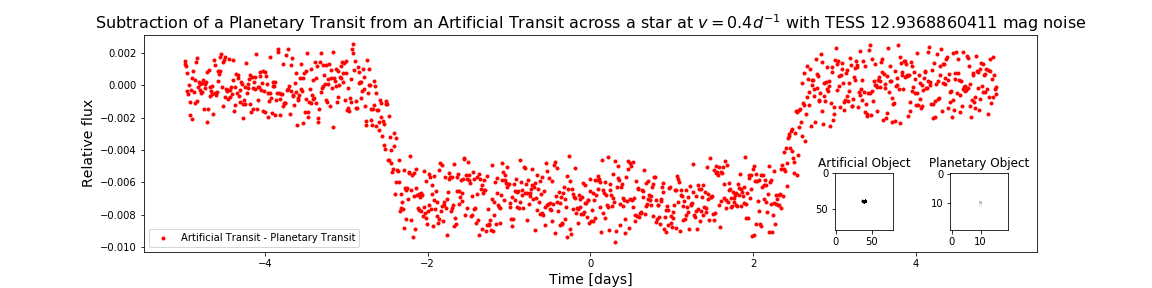 Subtraction of a Planetary Transit from an Artificial Transit across a star at v = 0.4d⁻¹ with TESS 12.9368860411 mag noise
Relative flux
0.002
0.000
−0.002
−0.004
−0.006
−0.008
−0.010
Artificial Object
0
50
0 50
Planetary Object
0
10
0 10
Artificial Transit - Planetary Transit
−4 −2 0 2 4
Time [days]